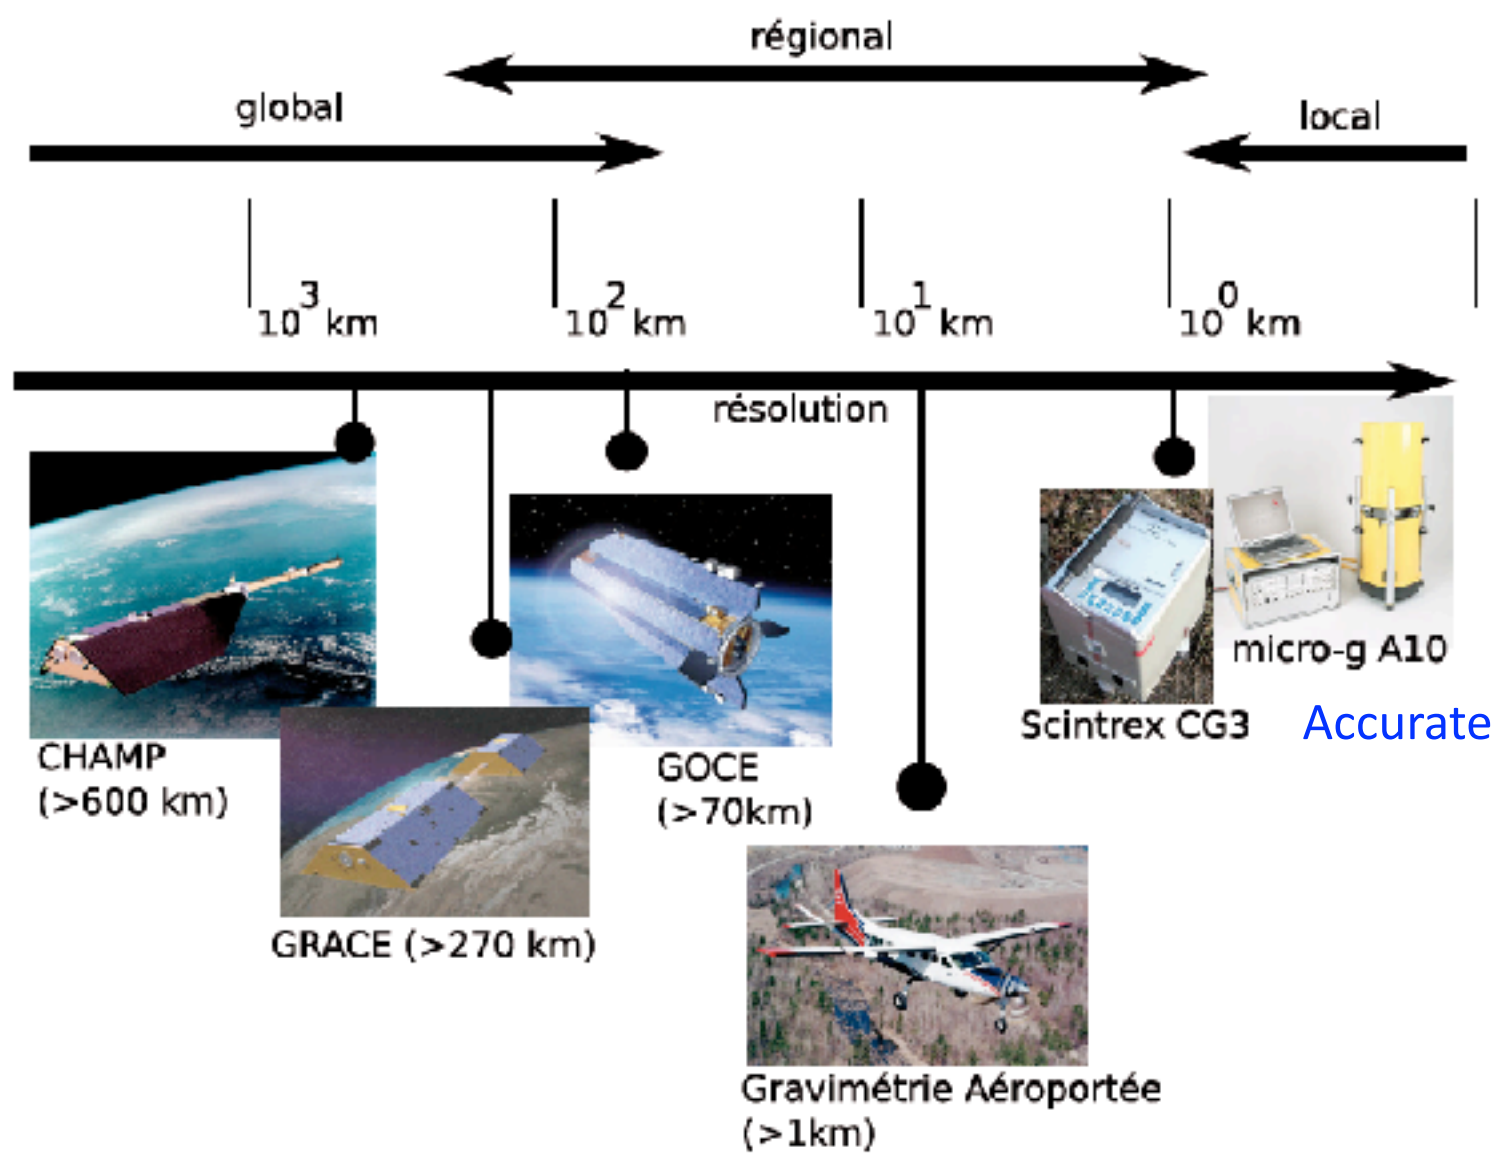 régional
global
local
10³ km
10² km
10¹ km
10⁰ km
résolution
CHAMP
(>600 km)
GRACE (>270 km)
GOCE
(>70km)
Gravimétrie Aéroportée
(>1km)
Scintrex CG3
micro-g A10
Accurate